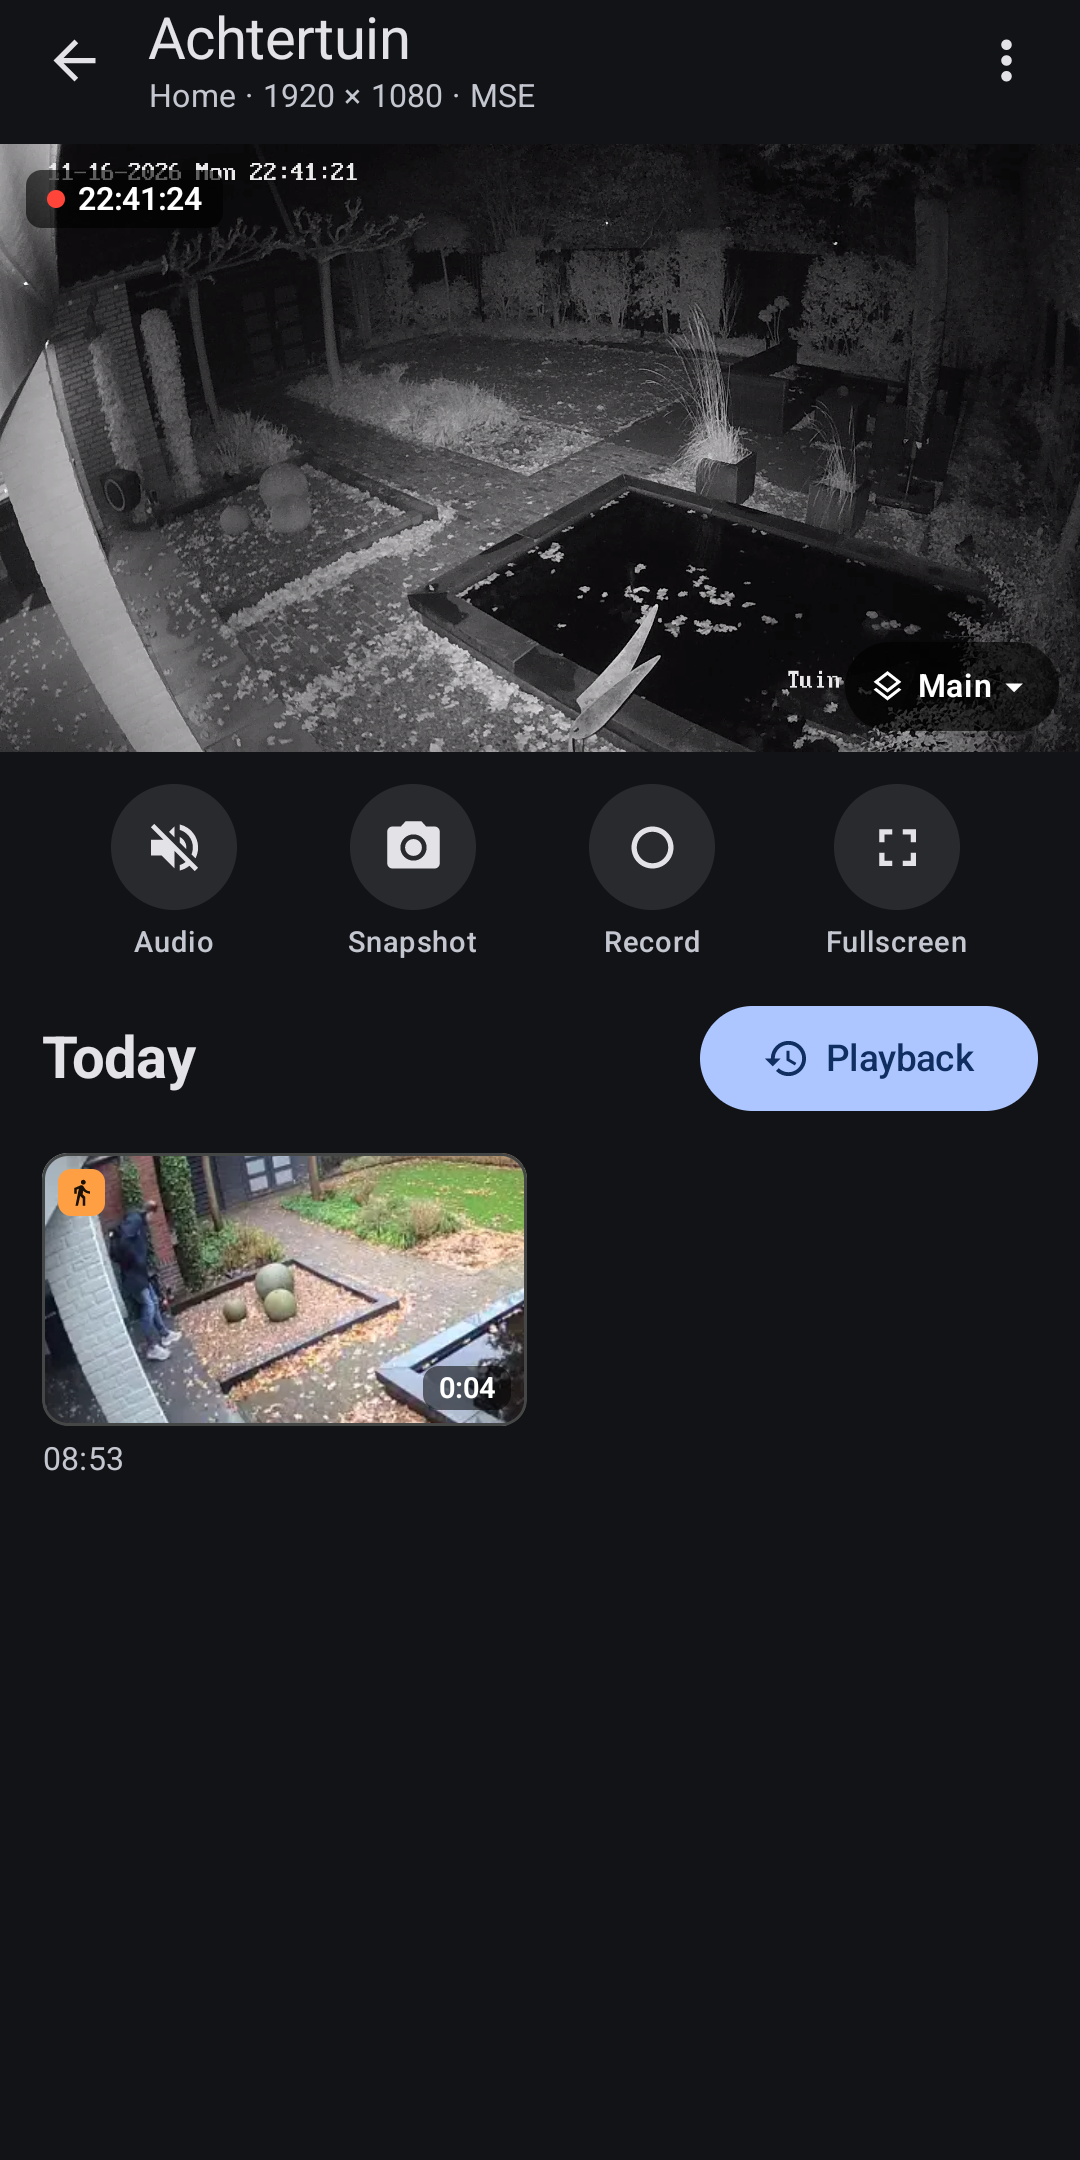 Achtertuin
Home · 1920 × 1080 · MSE
11-16-2026 Mon 22:41:21
22:41:24
Tuin
Main
Audio
Snapshot
Record
Fullscreen
Today
Playback
0:04
08:53